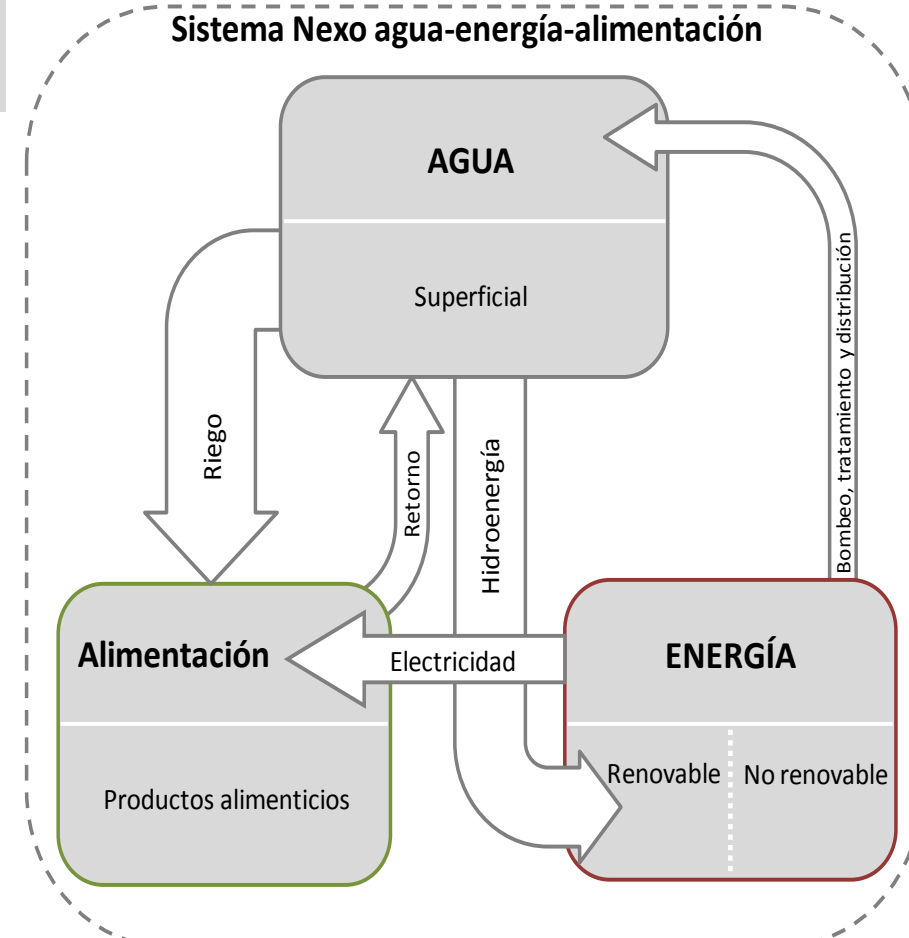 Sistema Nexo agua-energía-alimentación
AGUA
Superficial
Bombeo, tratamiento y distribución
Riego
Retorno
Hidroenergía
Alimentación
Electricidad
ENERGÍA
Productos alimenticios
Renovable
No renovable